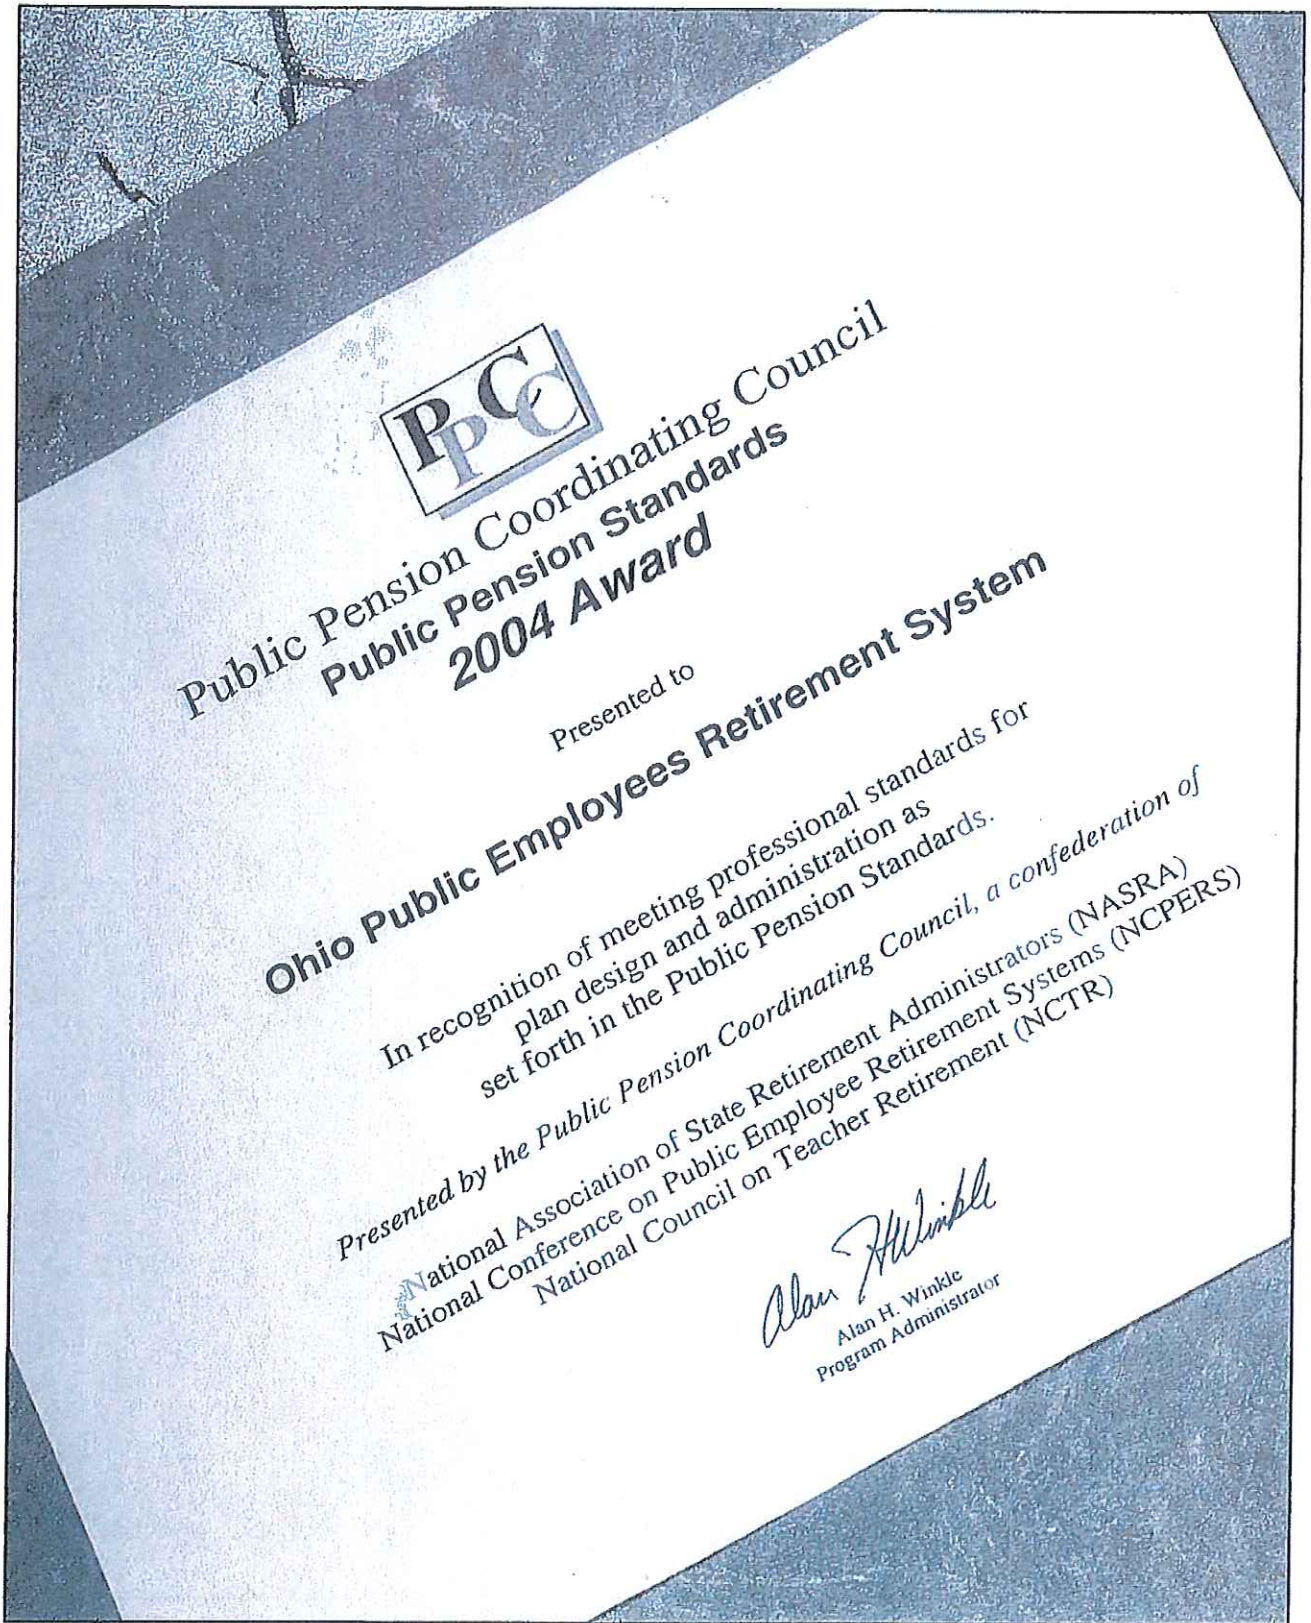 PPCC
Public Pension Coordinating Council
Public Pension Standards
2004 Award
Presented to
Ohio Public Employees Retirement System
In recognition of meeting professional standards for
plan design and administration as
set forth in the Public Pension Standards.
Presented by the Public Pension Coordinating Council, a confederation of
National Association of State Retirement Administrators (NASRA)
National Conference on Public Employee Retirement Systems (NCPERS)
National Council on Teacher Retirement (NCTR)
Alan H Winkle
Alan H. Winkle
Program Administrator